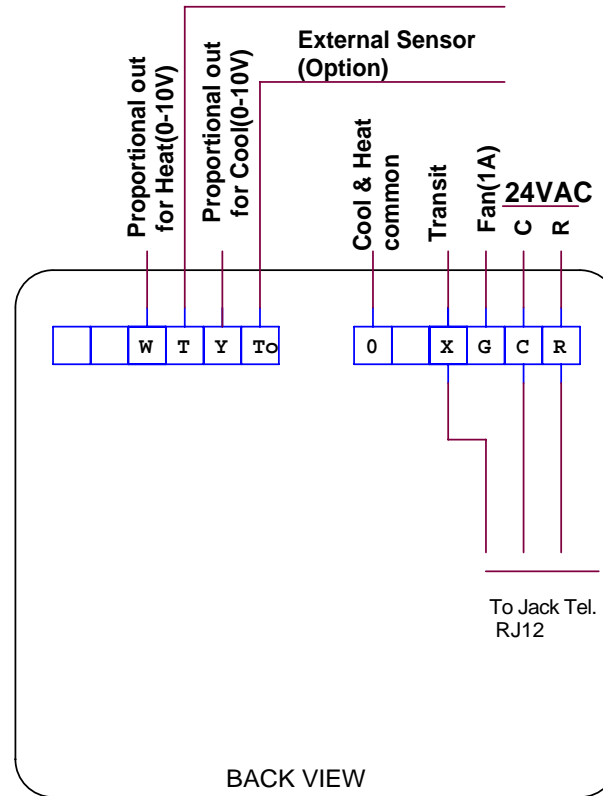 External Sensor
(Option)
Proportional out
for Heat(0-10V)
Proportional out
for Cool(0-10V)
Cool & Heat
common
Transit
Fan(1A)
24VAC
C
R
W
T
Y
To
0
X
G
C
R
To Jack Tel.
RJ12
BACK VIEW